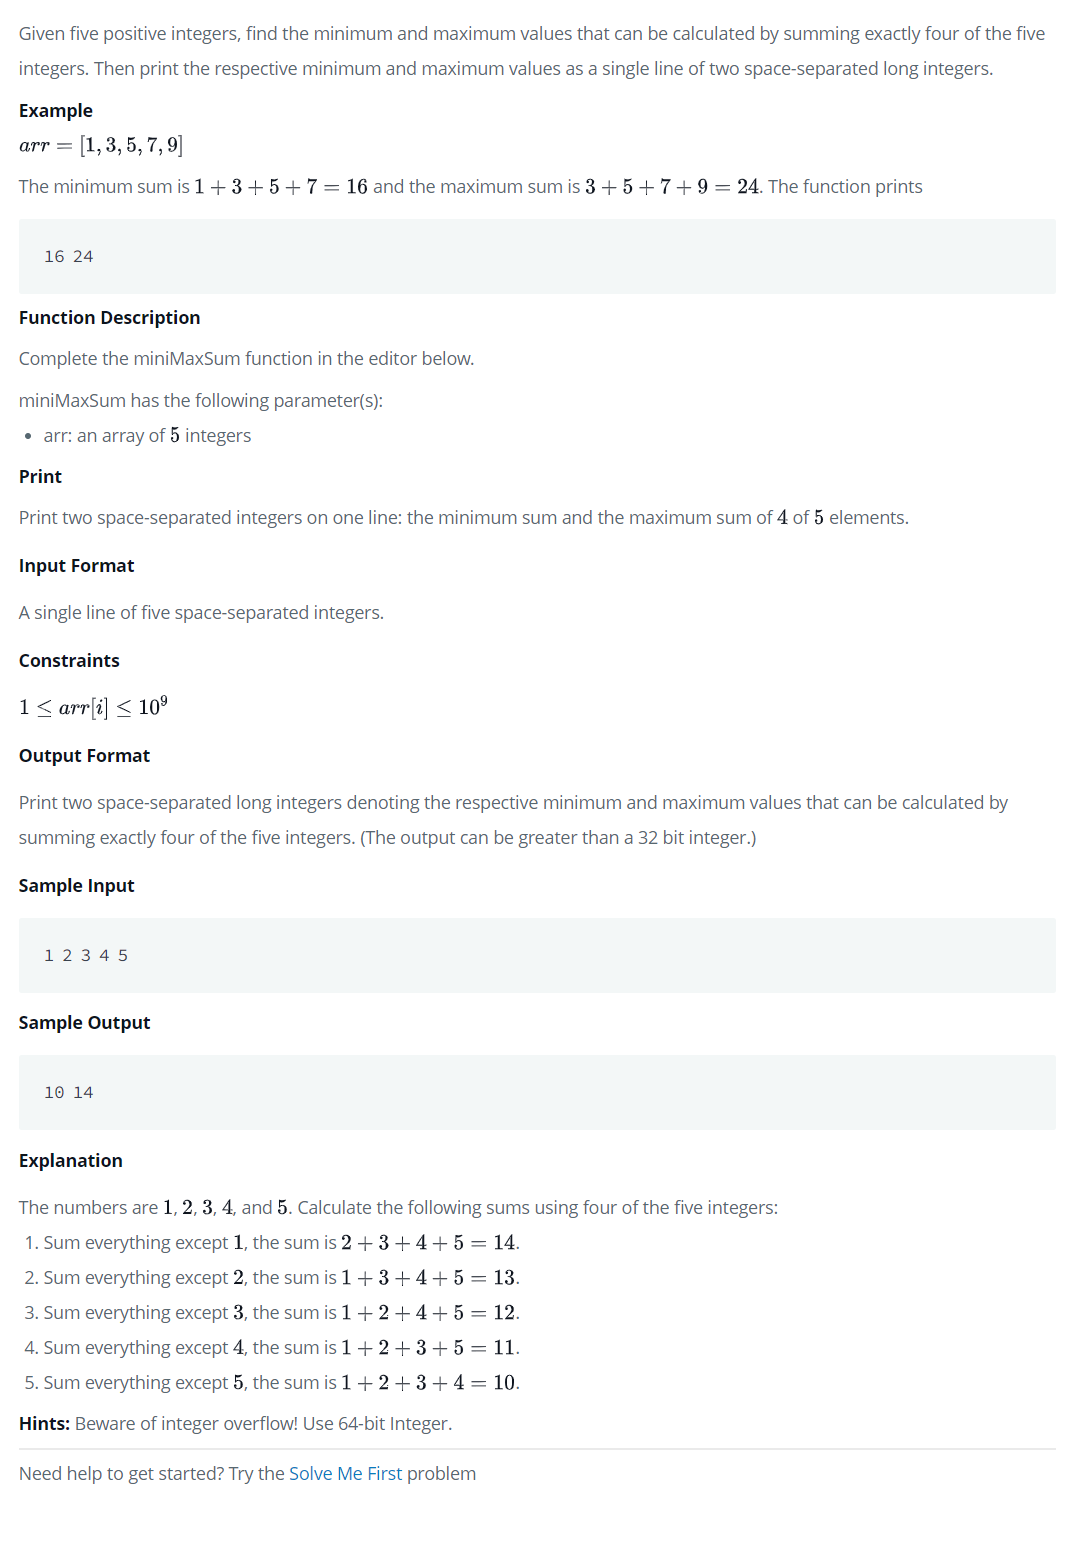 Given five positive integers, find the minimum and maximum values that can be calculated by summing exactly four of the five
integers. Then print the respective minimum and maximum values as a single line of two space-separated long integers.
Example
arr = [1, 3, 5, 7, 9]
The minimum sum is 1 + 3 + 5 + 7 = 16 and the maximum sum is 3 + 5 + 7 + 9 = 24. The function prints
16 24
Function Description
Complete the miniMaxSum function in the editor below.
miniMaxSum has the following parameter(s):
• arr: an array of 5 integers
Print
Print two space-separated integers on one line: the minimum sum and the maximum sum of 4 of 5 elements.
Input Format
A single line of five space-separated integers.
Constraints
1 ≤ arr[i] ≤ 10⁹
Output Format
Print two space-separated long integers denoting the respective minimum and maximum values that can be calculated by
summing exactly four of the five integers. (The output can be greater than a 32 bit integer.)
Sample Input
1 2 3 4 5
Sample Output
10 14
Explanation
The numbers are 1, 2, 3, 4, and 5. Calculate the following sums using four of the five integers:
1. Sum everything except 1, the sum is 2 + 3 + 4 + 5 = 14.
2. Sum everything except 2, the sum is 1 + 3 + 4 + 5 = 13.
3. Sum everything except 3, the sum is 1 + 2 + 4 + 5 = 12.
4. Sum everything except 4, the sum is 1 + 2 + 3 + 5 = 11.
5. Sum everything except 5, the sum is 1 + 2 + 3 + 4 = 10.
Hints: Beware of integer overflow! Use 64-bit Integer.
Need help to get started? Try the Solve Me First problem